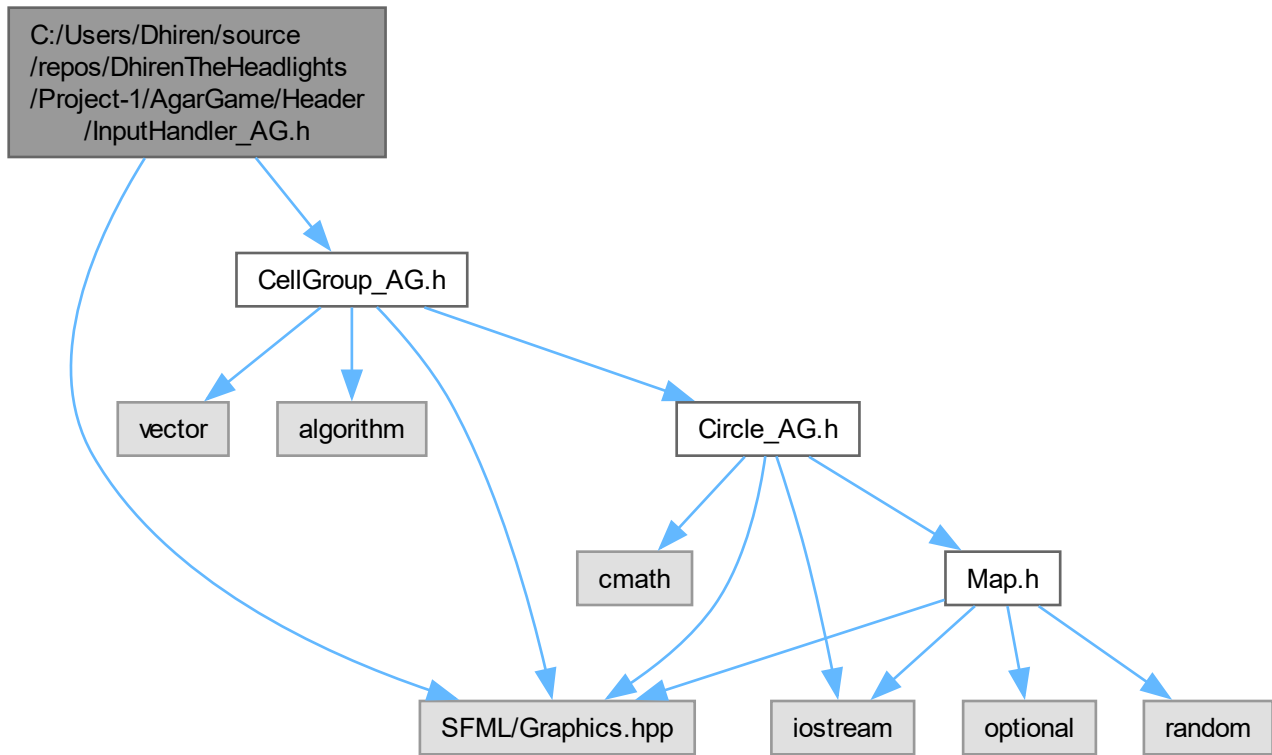 C:/Users/Dhiren/source
/repos/DhirenTheHeadlights
/Project-1/AgarGame/Header
/InputHandler_AG.h
CellGroup_AG.h
vector
algorithm
Circle_AG.h
cmath
Map.h
SFML/Graphics.hpp
iostream
optional
random